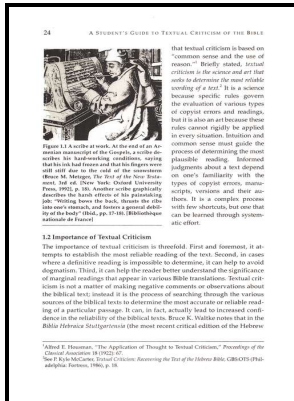 24
A STUDENT'S GUIDE TO TEXTUAL CRITICISM OF THE BIBLE
Figure 1.1 A scribe at work. At the end of an Ar-
menian manuscript of the Gospels, a scribe de-
scribes his hard-working conditions, saying
that his ink had frozen and that his fingers were
still stiff due to the cold of the snowstorm
(Bruce M. Metzger, The Text of the New Testa-
ment, 3rd ed. [New York: Oxford University
Press, 1992], p. 18). Another scribe graphically
describes the harsh effects of his painstaking
job: "Writing bows the back, thrusts the ribs
into one's stomach, and fosters a general debil-
ity of the body" (Ibid., pp. 17-18). [Bibliothèque
nationale de France]
that textual criticism is based on
"common sense and the use of
reason."¹ Briefly stated, textual
criticism is the science and art that
seeks to determine the most reliable
wording of a text.² It is a science
because specific rules govern
the evaluation of various types
of copyist errors and readings,
but it is also an art because these
rules cannot rigidly be applied
in every situation. Intuition and
common sense must guide the
process of determining the most
plausible reading. Informed
judgments about a text depend
on one's familiarity with the
types of copyist errors, manu-
scripts, versions and their au-
thors. It is a complex process
with few shortcuts, but one that
can be learned through system-
atic effort.
1.2 Importance of Textual Criticism
The importance of textual criticism is threefold. First and foremost, it at-
tempts to establish the most reliable reading of the text. Second, in cases
where a definitive reading is impossible to determine, it can help to avoid
dogmatism. Third, it can help the reader better understand the significance
of marginal readings that appear in various Bible translations. Textual crit-
icism is not a matter of making negative comments or observations about
the biblical text; instead it is the process of searching through the various
sources of the biblical texts to determine the most accurate or reliable read-
ing of a particular passage. It can, in fact, actually lead to increased confi-
dence in the reliability of the biblical texts. Bruce K. Waltke notes that in the
Biblia Hebraica Stuttgartensia (the most recent critical edition of the Hebrew
¹Alfred E. Housman, "The Application of Thought to Textual Criticism," Proceedings of the
Classical Association 18 (1922): 67.
²See P. Kyle McCarter, Textual Criticism: Recovering the Text of the Hebrew Bible, GBS-OTS (Phil-
adelphia: Fortress, 1986), p. 18.